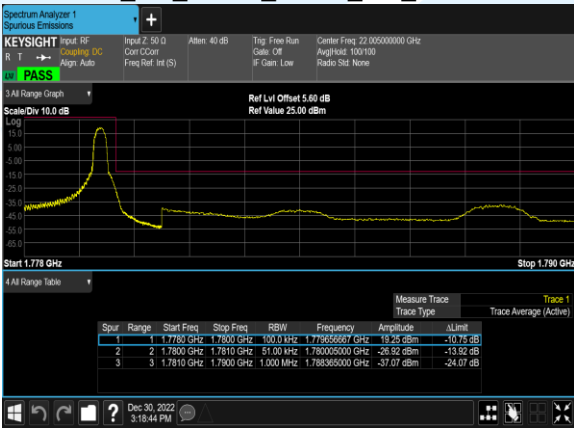 Spectrum Analyzer 1
Spurious Emissions
+
KEYSIGHT Input: RF Input Z: 50 Ω Atten: 40 dB Trig: Free Run Center Freq: 22.005000000 GHz
R T Coupling: DC Corr CCorr Gate: Off Avg|Hold: 100/100
Align: Auto Freq Ref: Int (S) IF Gain: Low Radio Std: None
PASS
3 All Range Graph
Ref Lvl Offset 5.60 dB
Scale/Div 10.0 dB Ref Value 25.00 dBm
Log
15.0
5.00
-5.00
-15.0
-25.0
-35.0
-45.0
-55.0
-65.0
Start 1.778 GHz Stop 1.790 GHz
4 All Range Table
Measure Trace Trace 1
Trace Type Trace Average (Active)
Spur Range Start Freq Stop Freq RBW Frequency Amplitude ΔLimit
1 1 1.7780 GHz 1.7800 GHz 100.0 kHz 1.779656667 GHz 19.25 dBm -10.75 dB
2 2 1.7800 GHz 1.7810 GHz 51.00 kHz 1.780005000 GHz -26.92 dBm -13.92 dB
3 3 1.7810 GHz 1.7900 GHz 1.000 MHz 1.788365000 GHz -37.07 dBm -24.07 dB
? Dec 30, 2022
3:18:44 PM